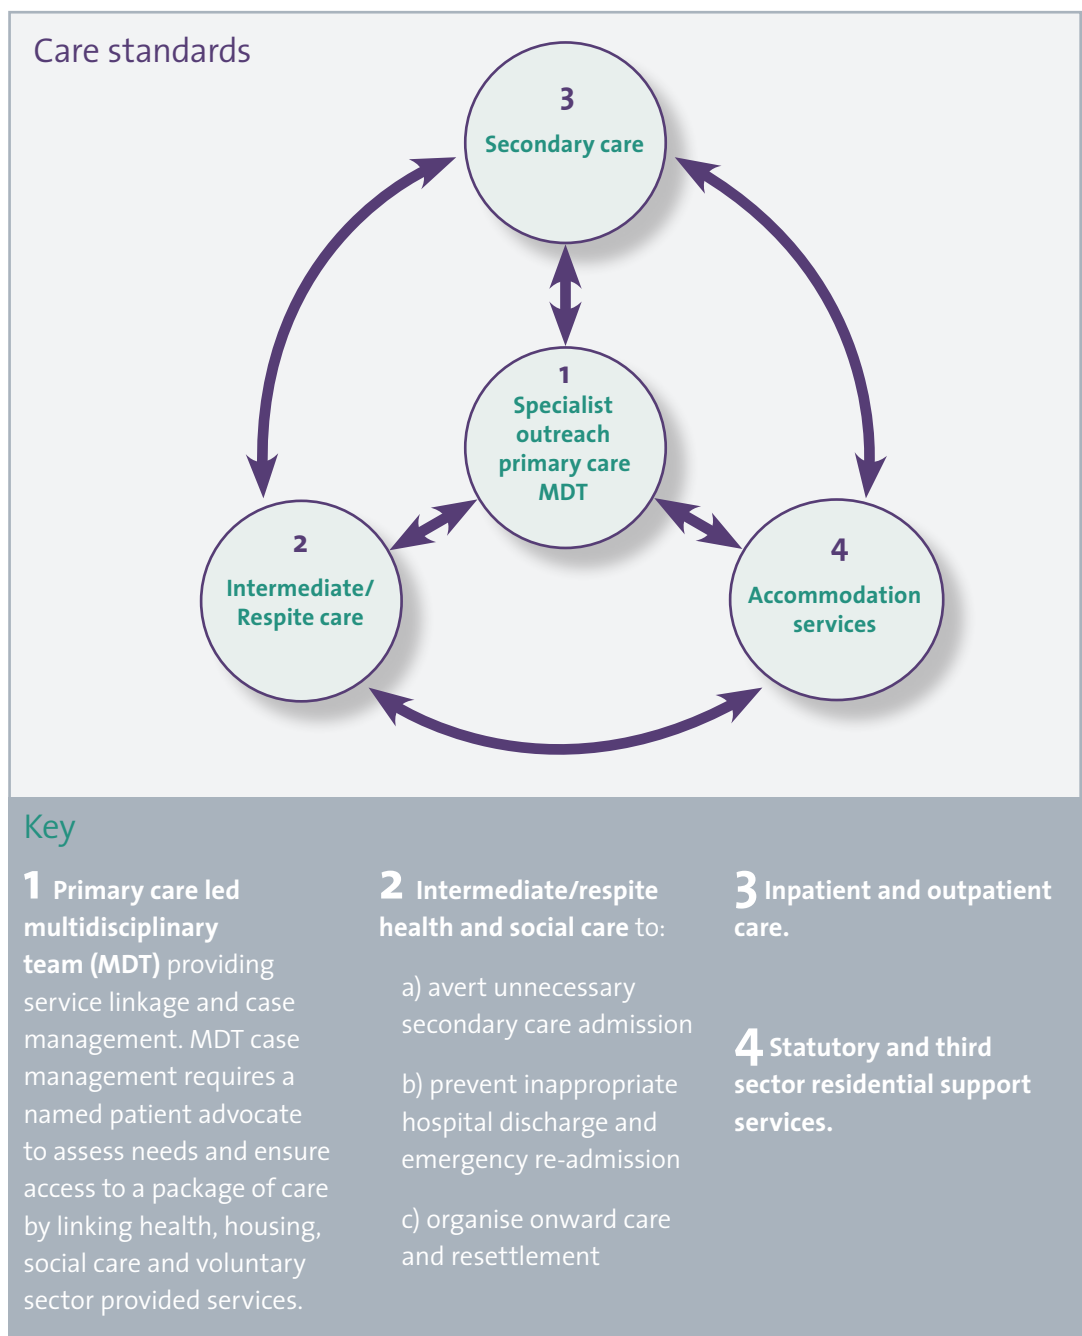 Care standards
3
Secondary care
1
Specialist
outreach
primary care
MDT
2
Intermediate/
Respite care
4
Accommodation
services
Key
1 Primary care led
multidisciplinary
team (MDT) providing
service linkage and case
management. MDT case
management requires a
named patient advocate
to assess needs and ensure
access to a package of care
by linking health, housing,
social care and voluntary
sector provided services.
2 Intermediate/respite
health and social care to:
a) avert unnecessary
secondary care admission
b) prevent inappropriate
hospital discharge and
emergency re-admission
c) organise onward care
and resettlement
3 Inpatient and outpatient
care.
4 Statutory and third
sector residential support
services.